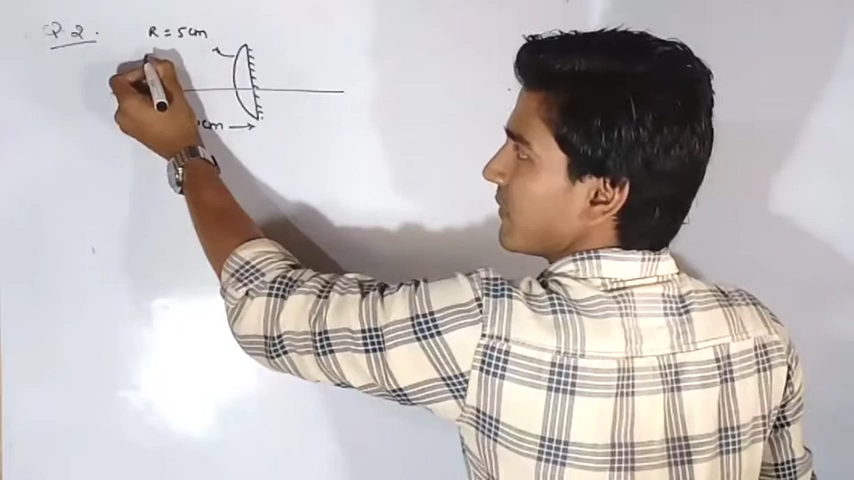 Q.2.
R = 5cm
cm